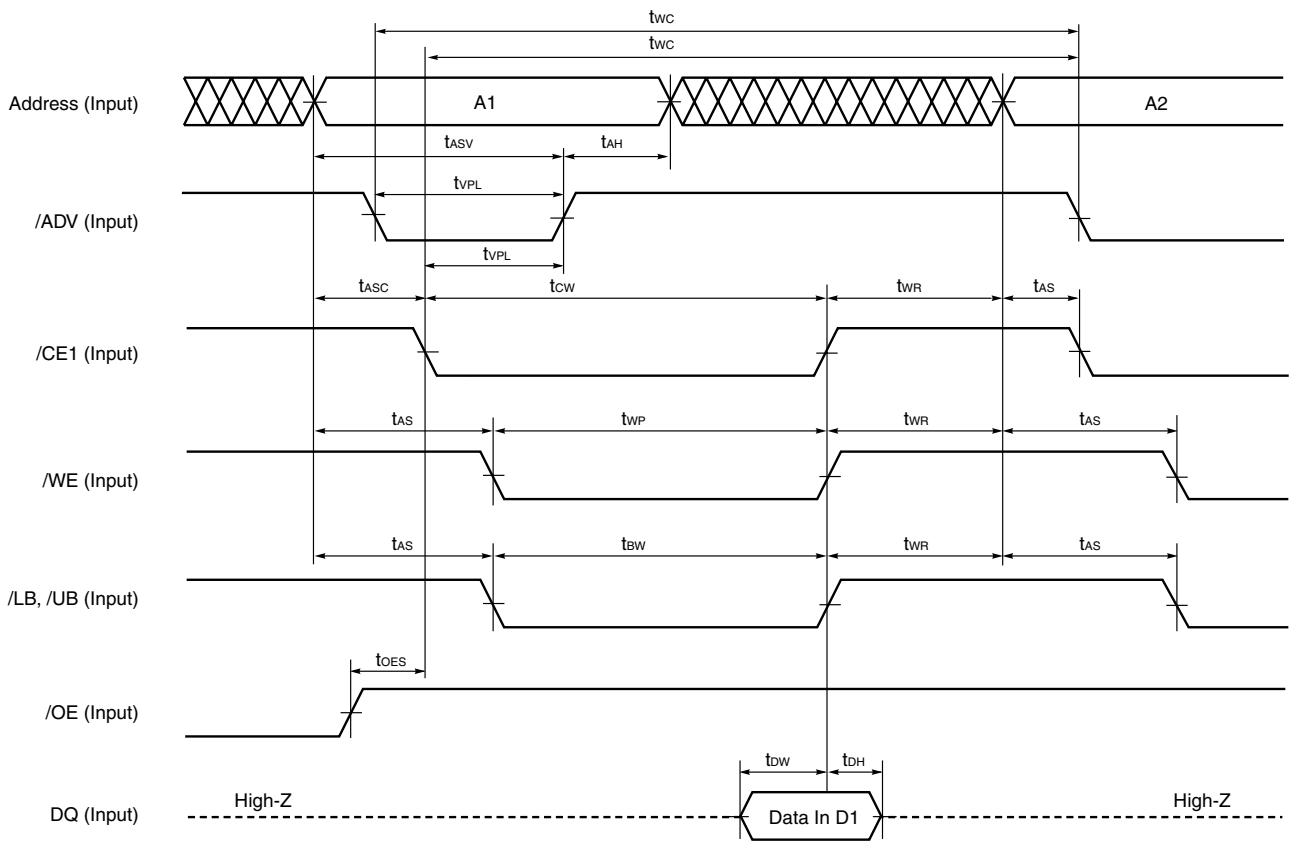 tWC
tWC
Address (Input) A1 A2
tASV tAH
tVPL
/ADV (Input)
tVPL
tASC tCW tWR tAS
/CE1 (Input)
tAS tWP tWR tAS
/WE (Input)
tAS tBW tWR tAS
/LB, /UB (Input)
tOES
/OE (Input)
tDW tDH
High-Z High-Z
DQ (Input) Data In D1